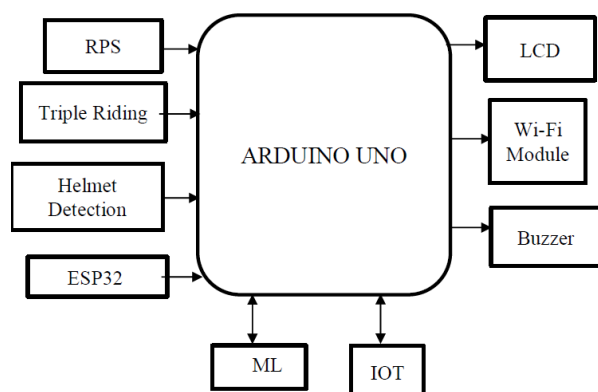 RPS
Triple Riding
Helmet
Detection
ESP32
ARDUINO UNO
LCD
Wi-Fi
Module
Buzzer
ML
IOT